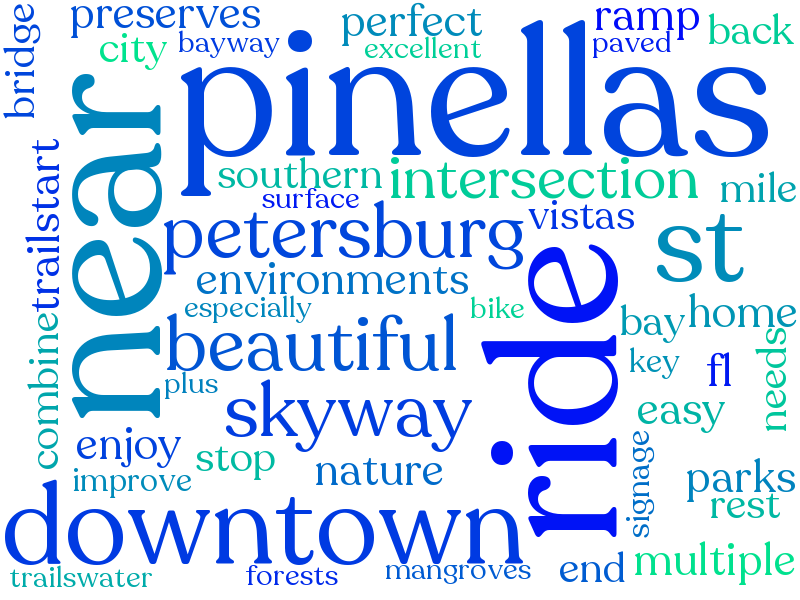 preserves
perfect
ramp
bridge
city
bayway
excellent
paved
back
pinellas
near
southern
intersection
mile
surface
trailstart
petersburg
vistas
st
environments
especially
bike
bay
home
beautiful
ride
combine
plus
key
fl
needs
skyway
easy
enjoy
stop
signage
improve
nature
parks
rest
downtown
trailswater
forests
mangroves
end
multiple